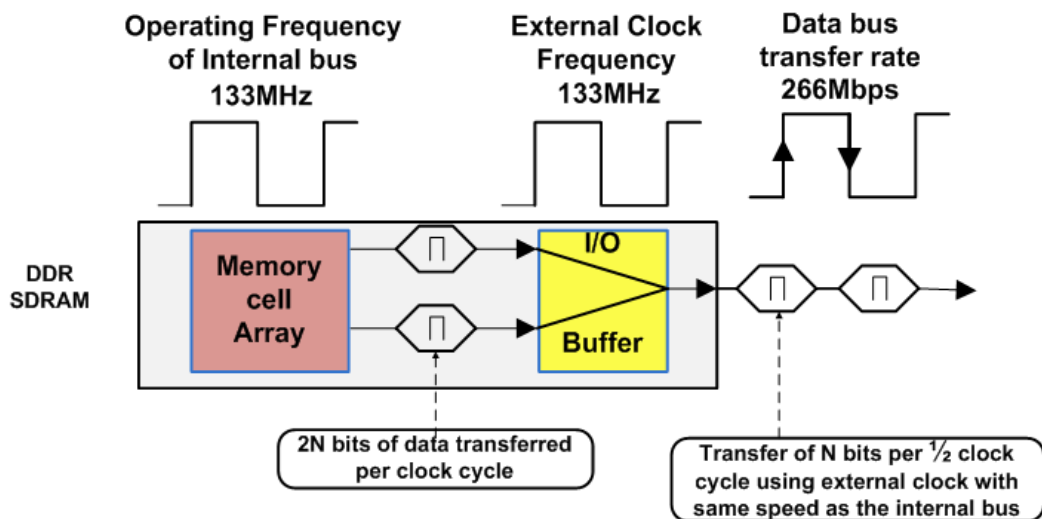 Operating Frequency
of Internal bus
133MHz
External Clock
Frequency
133MHz
Data bus
transfer rate
266Mbps
DDR
SDRAM
Memory
cell
Array
∏
∏
I/O
Buffer
∏
∏
2N bits of data transferred
per clock cycle
Transfer of N bits per ½ clock
cycle using external clock with
same speed as the internal bus